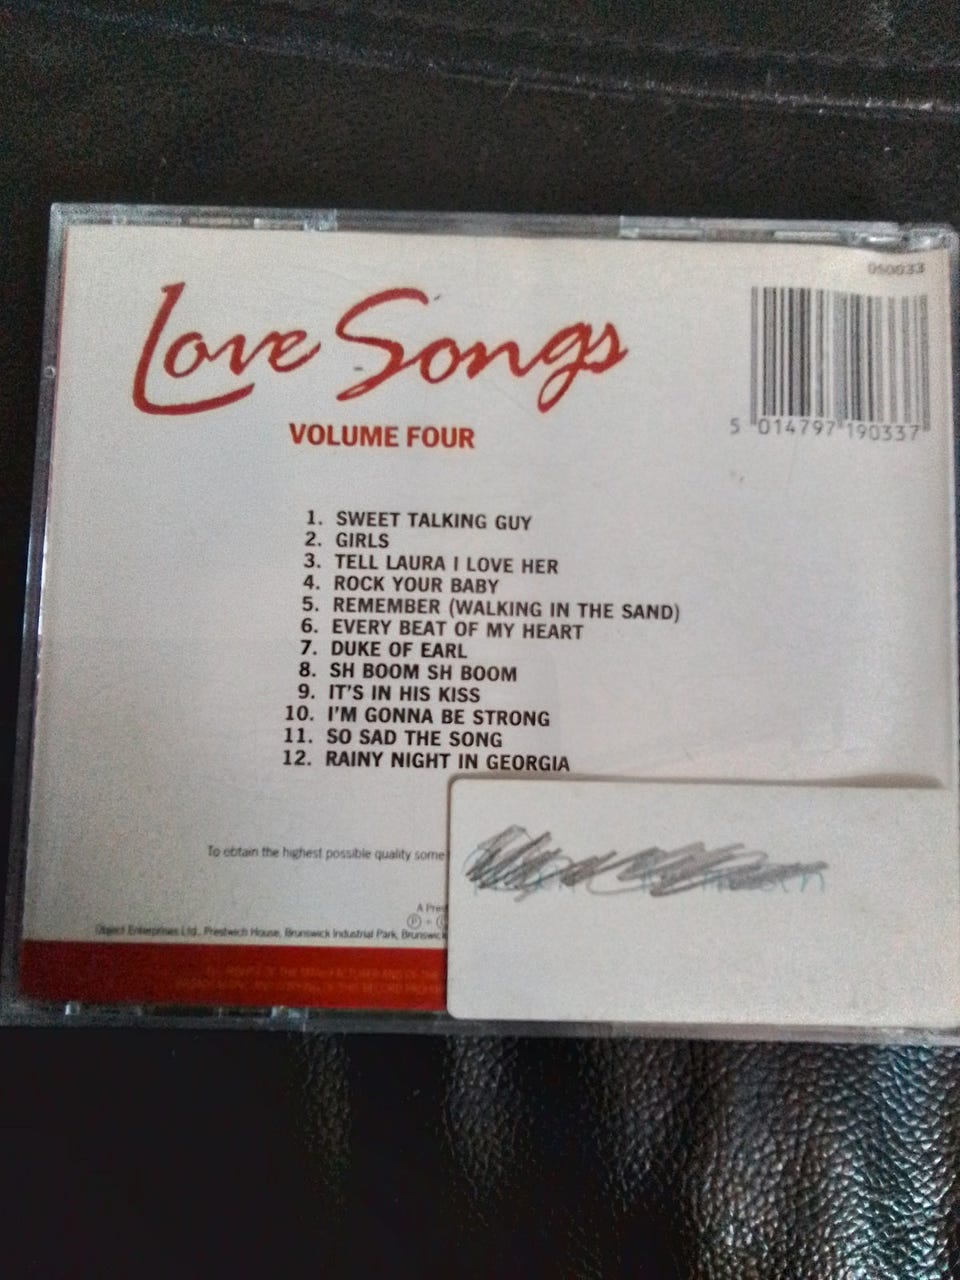 050033
Love Songs
VOLUME FOUR
5 014797 190337
1. SWEET TALKING GUY
2. GIRLS
3. TELL LAURA I LOVE HER
4. ROCK YOUR BABY
5. REMEMBER (WALKING IN THE SAND)
6. EVERY BEAT OF MY HEART
7. DUKE OF EARL
8. SH BOOM SH BOOM
9. IT'S IN HIS KISS
10. I'M GONNA BE STRONG
11. SO SAD THE SONG
12. RAINY NIGHT IN GEORGIA
To obtain the highest possible quality some
A
Object Enterprises Ltd., Prestwich House, Brunswick Industrial Park,